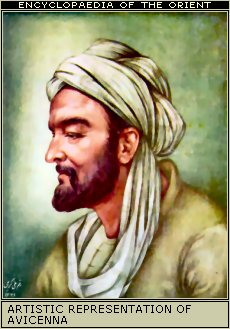 ENCYCLOPAEDIA OF THE ORIENT
ARTISTIC REPRESENTATION OF
AVICENNA